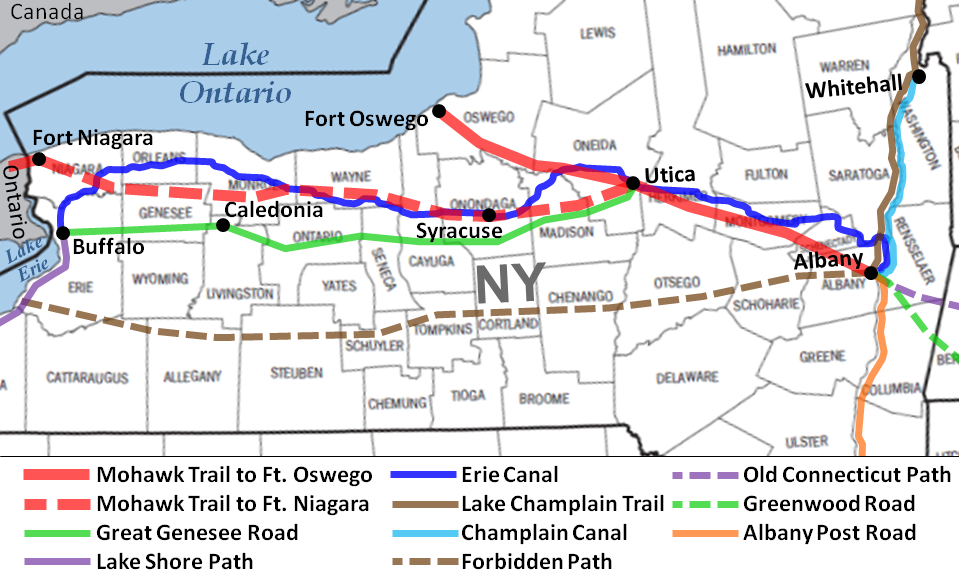 Canada
LEWIS
HAMILTON
Lake
Ontario
WARREN
Whitehall
Fort Oswego
OSWEGO
WASHINGTON
Fort Niagara
ONEIDA
NIAGARA
ORLEANS
Ontario
MONROE
WAYNE
Utica
FULTON
SARATOGA
HERKIMER
GENESEE
Caledonia
ONONDAGA
MONTGOMERY
Syracuse
MADISON
RENSSELAER
Buffalo
ONTARIO
SCHENECTADY
Lake
Erie
CAYUGA
SENECA
Albany
ERIE
WYOMING
LIVINGSTON
YATES
NY
CHENANGO
OTSEGO
ALBANY
SCHOHARIE
TOMPKINS
CORTLAND
SCHUYLER
GREENE
BER
CATTARAUGUS
ALLEGANY
STEUBEN
DELAWARE
COLUMBIA
CHEMUNG
TIOGA
BROOME
ULSTER
Mohawk Trail to Ft. Oswego
Mohawk Trail to Ft. Niagara
Great Genesee Road
Lake Shore Path
Erie Canal
Lake Champlain Trail
Champlain Canal
Forbidden Path
Old Connecticut Path
Greenwood Road
Albany Post Road